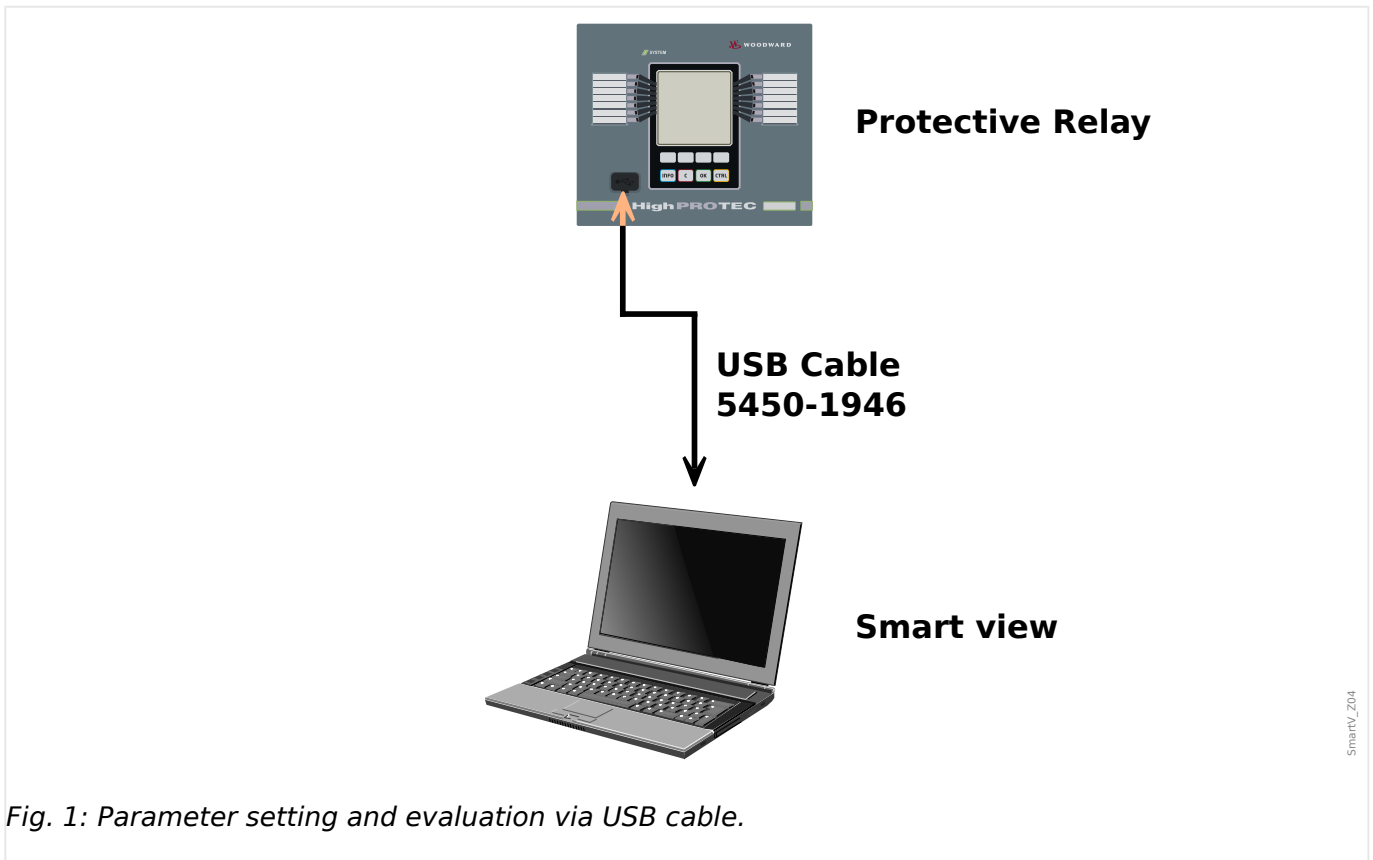 SYSTEM
WOODWARD
Protective Relay
INFO C OK CTRL
HighPROTEC
USB Cable
5450-1946
Smart view
SmartV_Z04
Fig. 1: Parameter setting and evaluation via USB cable.